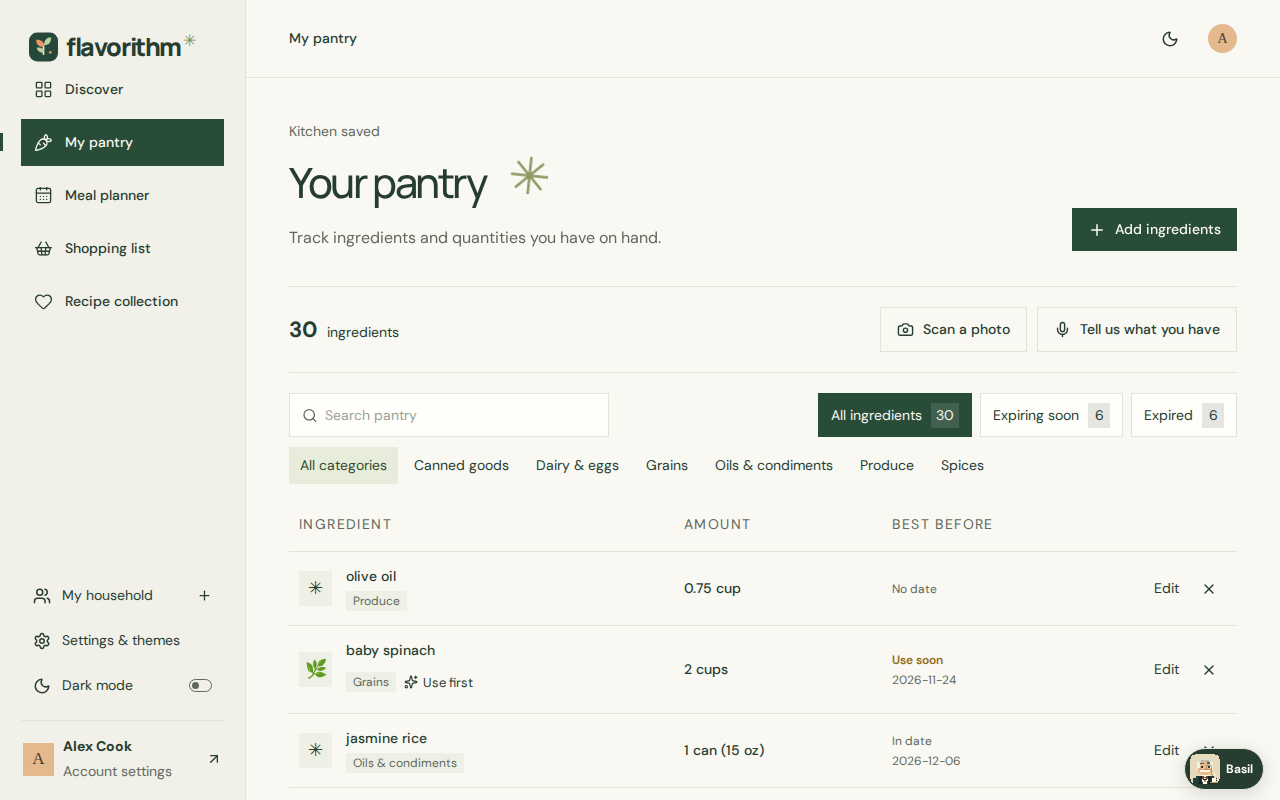 flavorithm
Discover
My pantry
Meal planner
Shopping list
Recipe collection
My household
Settings & themes
Dark mode
A
Alex Cook
Account settings
My pantry
A
Kitchen saved
Your pantry
Track ingredients and quantities you have on hand.
Add ingredients
30 ingredients
Scan a photo
Tell us what you have
Search pantry
All ingredients 30
Expiring soon 6
Expired 6
All categories
Canned goods
Dairy & eggs
Grains
Oils & condiments
Produce
Spices
INGREDIENT
AMOUNT
BEST BEFORE
olive oil
Produce
0.75 cup
No date
Edit
baby spinach
Grains
Use first
2 cups
Use soon
2026-11-24
Edit
jasmine rice
Oils & condiments
1 can (15 oz)
In date
2026-12-06
Edit
Basil